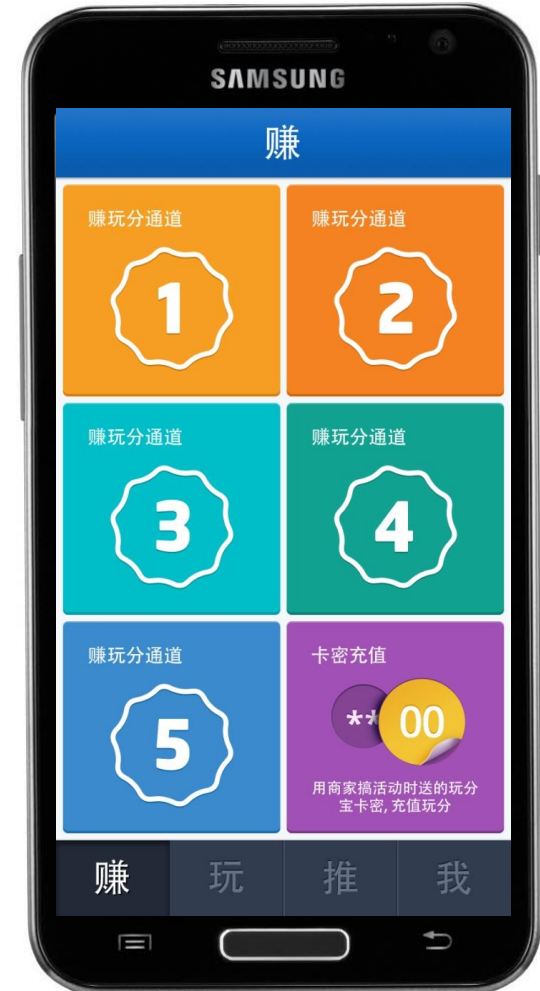 SAMSUNG
赚
赚玩分通道
1
赚玩分通道
2
赚玩分通道
3
赚玩分通道
4
赚玩分通道
5
卡密充值
**
00
用商家搞活动时送的玩分
宝卡密,充值玩分
赚 玩 推 我